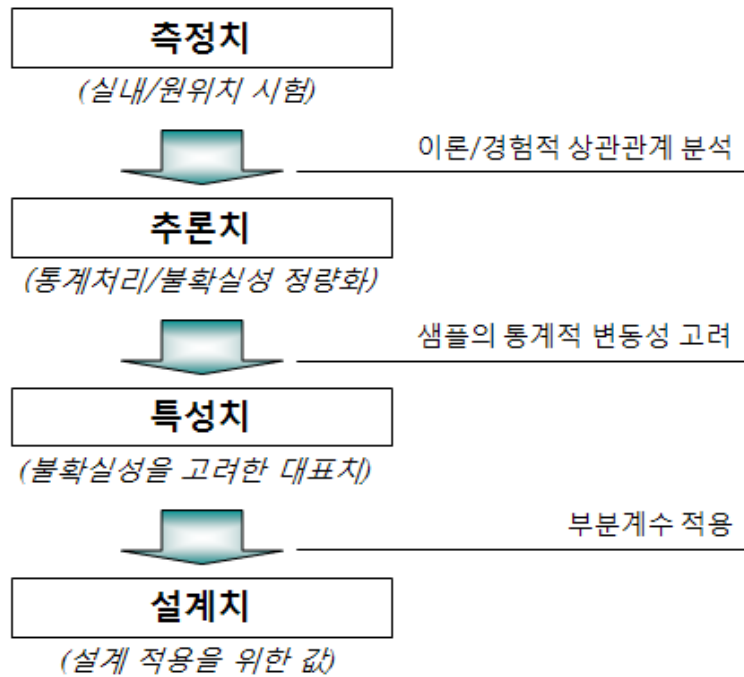 측정치
(실내/원위치 시험)
이론/경험적 상관관계 분석
추론치
(통계처리/불확실성 정량화)
샘플의 통계적 변동성 고려
특성치
(불확실성을 고려한 대표치)
부분계수 적용
설계치
(설계 적용을 위한 값)